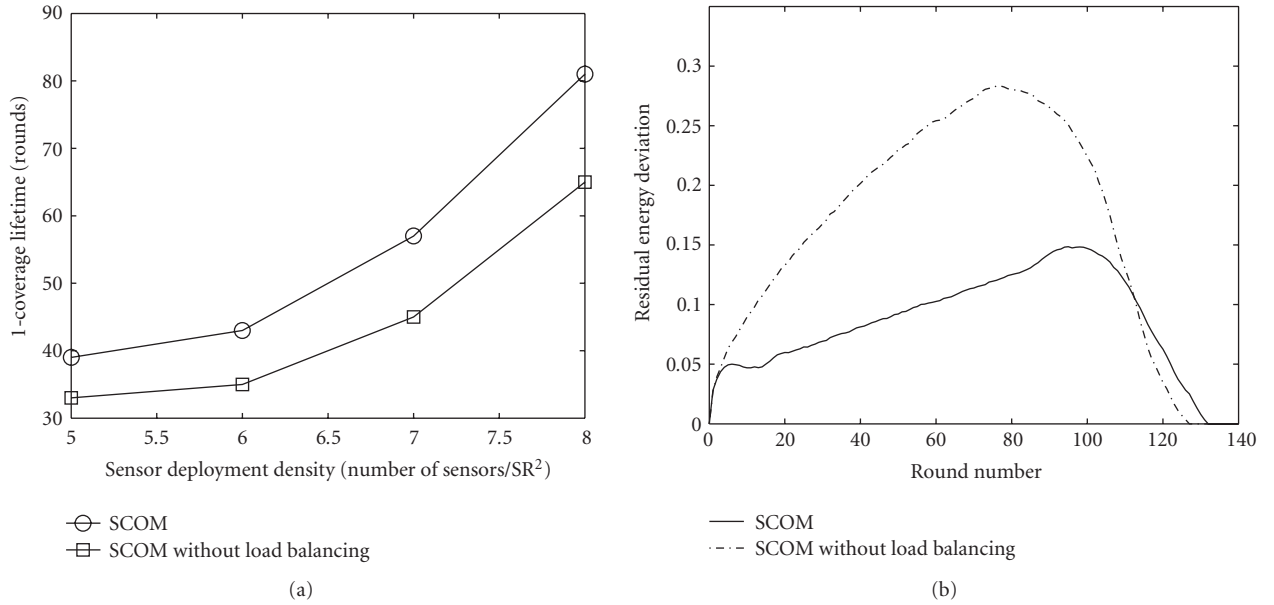 90
80
70
60
50
40
30
5
5.5
6
6.5
7
7.5
8
1-coverage lifetime (rounds)
Sensor deployment density (number of sensors/SR²)
SCOM
SCOM without load balancing
(a)
0.3
0.25
0.2
0.15
0.1
0.05
0
0
20
40
60
80
100
120
140
Residual energy deviation
Round number
SCOM
SCOM without load balancing
(b)